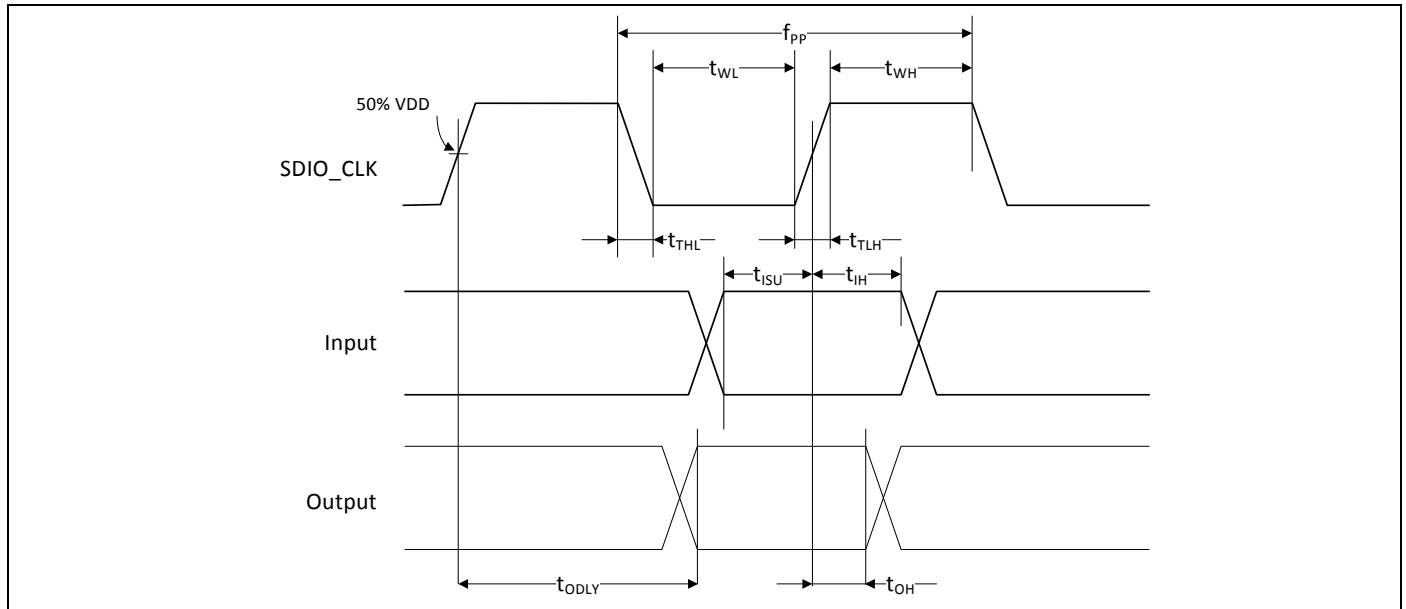 fPP
tWL
tWH
50% VDD
SDIO_CLK
tTHL
tTLH
tISU
tIH
Input
Output
tODLY
tOH